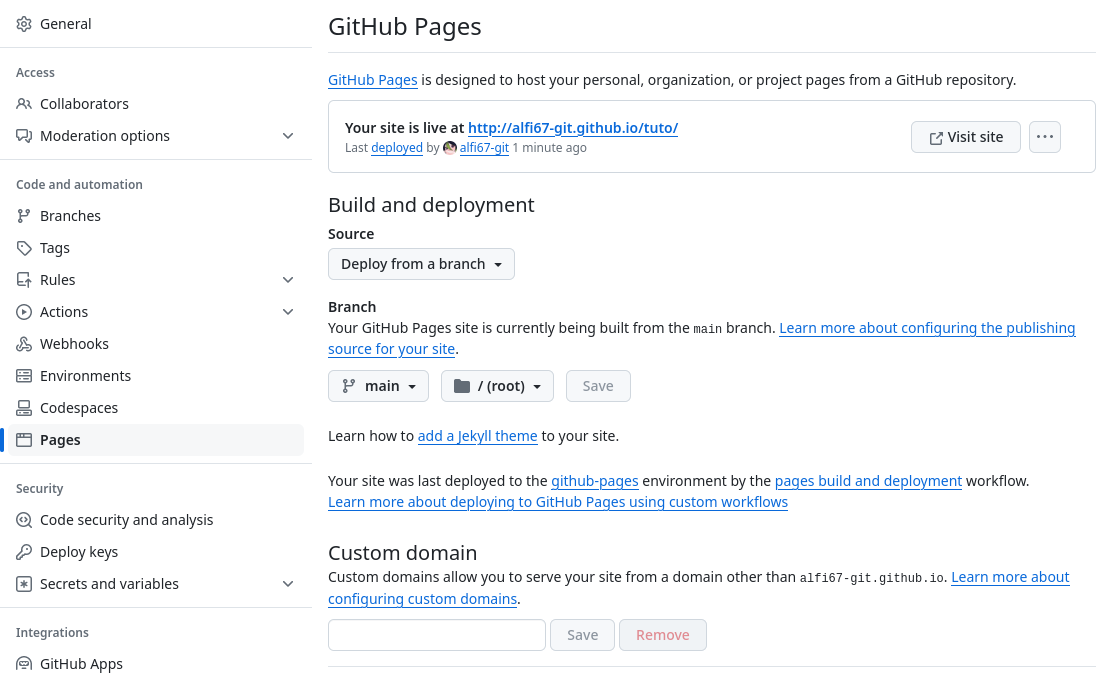 General
Access
Collaborators
Moderation options
Code and automation
Branches
Tags
Rules
Actions
Webhooks
Environments
Codespaces
Pages
Security
Code security and analysis
Deploy keys
Secrets and variables
Integrations
GitHub Apps
GitHub Pages
GitHub Pages is designed to host your personal, organization, or project pages from a GitHub repository.
Your site is live at http://alfi67-git.github.io/tuto/
Last deployed by alfi67-git 1 minute ago
Visit site
Build and deployment
Source
Deploy from a branch
Branch
Your GitHub Pages site is currently being built from the main branch. Learn more about configuring the publishing
source for your site.
main / (root) Save
Learn how to add a Jekyll theme to your site.
Your site was last deployed to the github-pages environment by the pages build and deployment workflow.
Learn more about deploying to GitHub Pages using custom workflows
Custom domain
Custom domains allow you to serve your site from a domain other than alfi67-git.github.io. Learn more about
configuring custom domains.
Save Remove